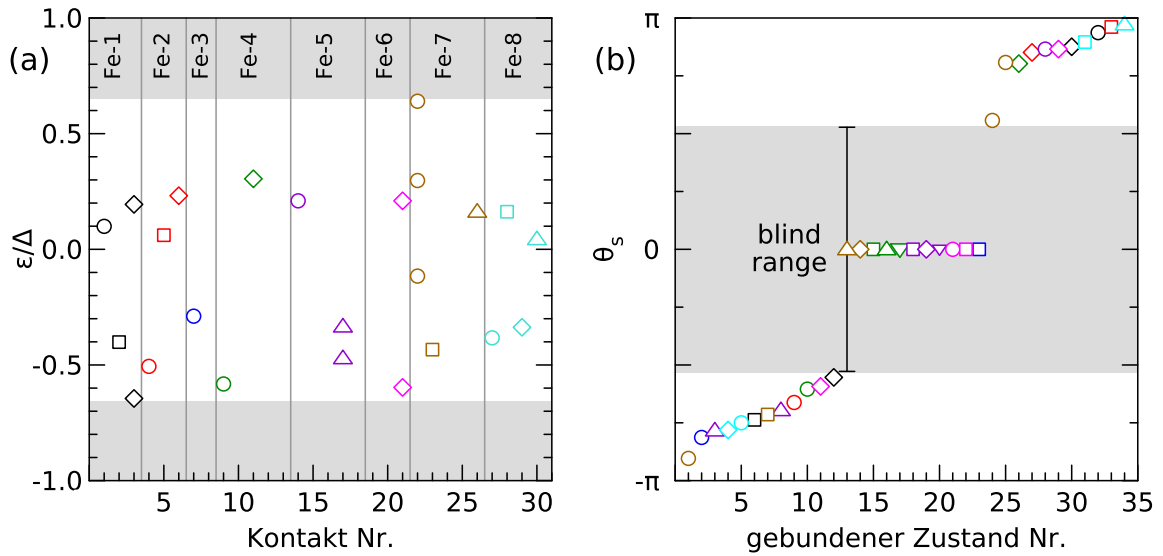 (a)
Fe-1 Fe-2 Fe-3 Fe-4 Fe-5 Fe-6 Fe-7 Fe-8
1.0
0.5
0.0
-0.5
-1.0
ε/Δ
5 10 15 20 25 30
Kontakt Nr.
(b)
π
0
-π
θs
blind
range
5 10 15 20 25 30 35
gebundener Zustand Nr.